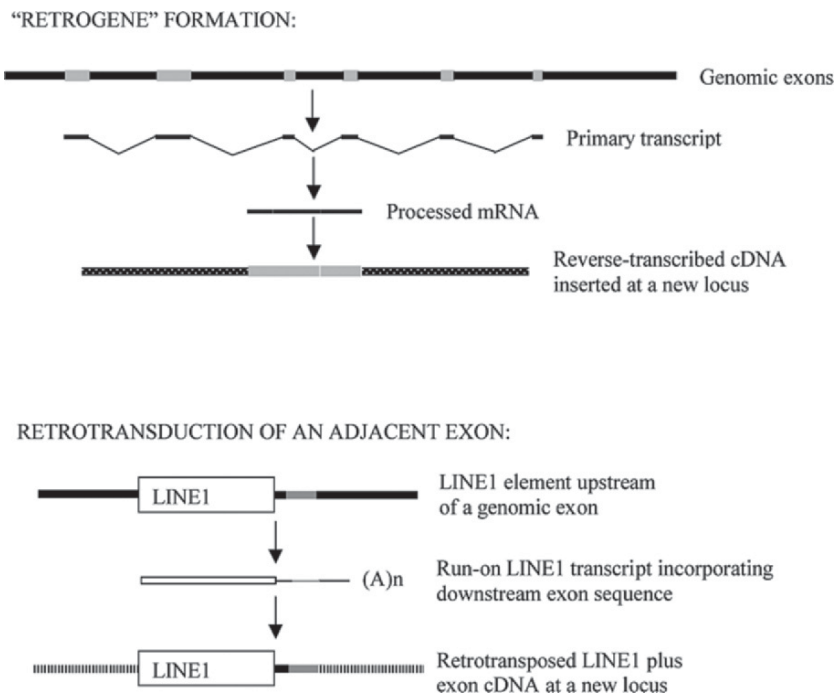 “RETROGENE” FORMATION:
Genomic exons
Primary transcript
Processed mRNA
Reverse-transcribed cDNA
inserted at a new locus
RETROTRANSDUCTION OF AN ADJACENT EXON:
LINE1
LINE1 element upstream
of a genomic exon
(A)n
Run-on LINE1 transcript incorporating
downstream exon sequence
LINE1
Retrotransposed LINE1 plus
exon cDNA at a new locus